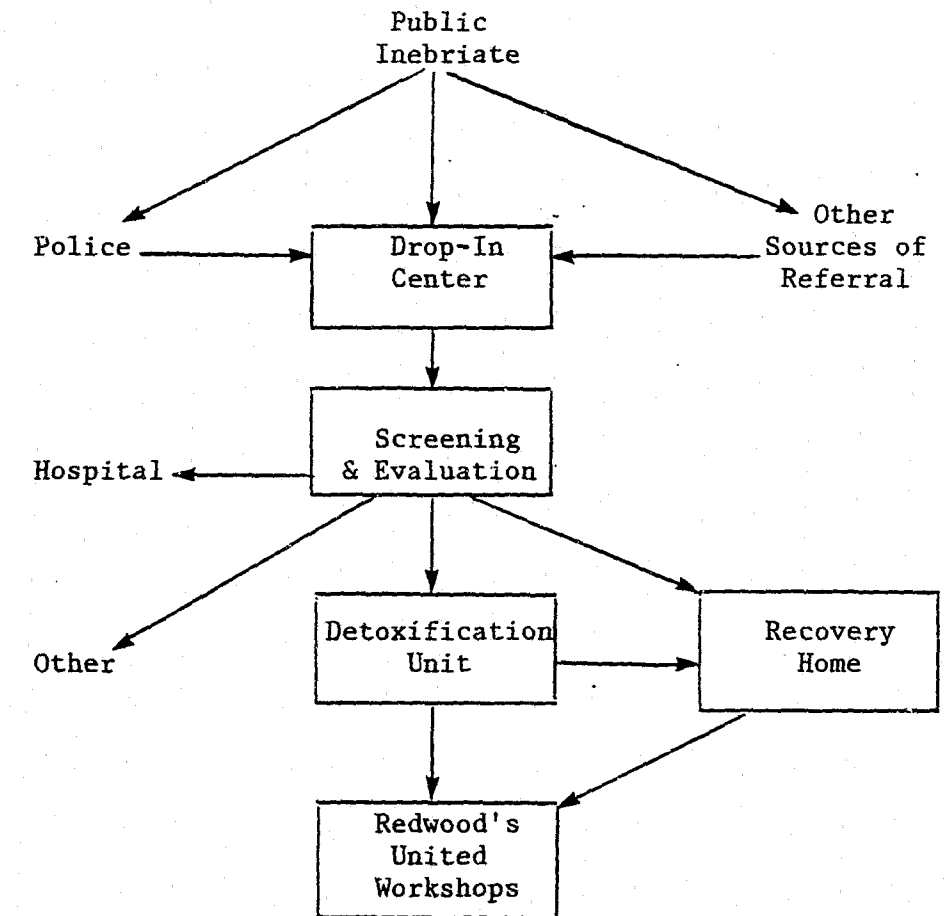 Public
Inebriate
Police
Drop-In
Center
Other
Sources of
Referral
Screening
& Evaluation
Hospital
Other
Detoxification
Unit
Recovery
Home
Redwood's
United
Workshops